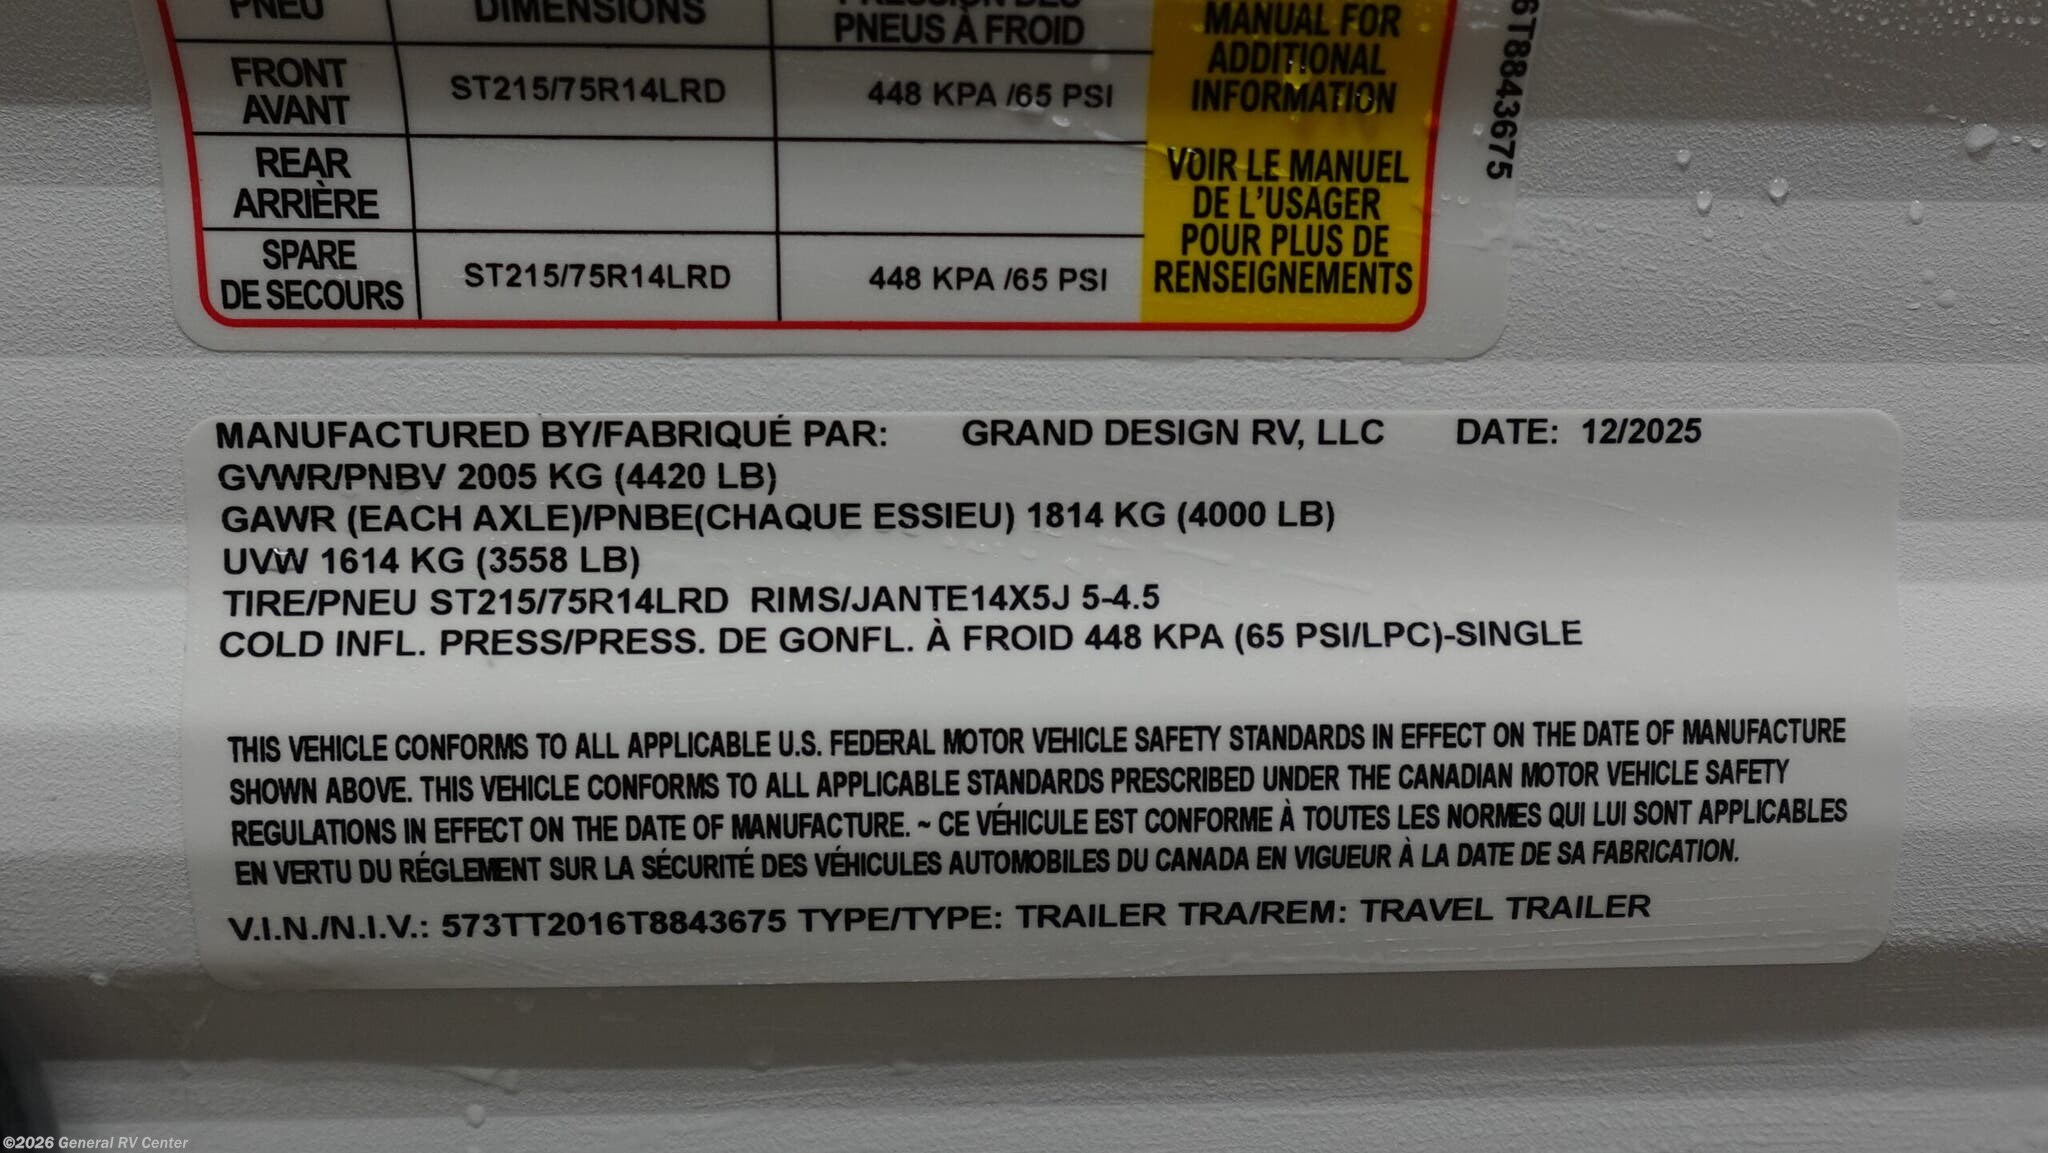 PNEU DIMENSIONS PRESSION DES
PNEUS À FROID
FRONT
AVANT
ST215/75R14LRD 448 KPA /65 PSI
REAR
ARRIÈRE
SPARE
DE SECOURS
ST215/75R14LRD 448 KPA /65 PSI
MANUAL FOR
ADDITIONAL
INFORMATION
VOIR LE MANUEL
DE L'USAGER
POUR PLUS DE
RENSEIGNEMENTS
6T8843675
MANUFACTURED BY/FABRIQUÉ PAR: GRAND DESIGN RV, LLC DATE: 12/2025
GVWR/PNBV 2005 KG (4420 LB)
GAWR (EACH AXLE)/PNBE(CHAQUE ESSIEU) 1814 KG (4000 LB)
UVW 1614 KG (3558 LB)
TIRE/PNEU ST215/75R14LRD RIMS/JANTE14X5J 5-4.5
COLD INFL. PRESS/PRESS. DE GONFL. À FROID 448 KPA (65 PSI/LPC)-SINGLE
THIS VEHICLE CONFORMS TO ALL APPLICABLE U.S. FEDERAL MOTOR VEHICLE SAFETY STANDARDS IN EFFECT ON THE DATE OF MANUFACTURE
SHOWN ABOVE. THIS VEHICLE CONFORMS TO ALL APPLICABLE STANDARDS PRESCRIBED UNDER THE CANADIAN MOTOR VEHICLE SAFETY
REGULATIONS IN EFFECT ON THE DATE OF MANUFACTURE. ~ CE VÉHICULE EST CONFORME À TOUTES LES NORMES QUI LUI SONT APPLICABLES
EN VERTU DU RÉGLEMENT SUR LA SÉCURITÉ DES VÉHICULES AUTOMOBILES DU CANADA EN VIGUEUR À LA DATE DE SA FABRICATION.
V.I.N./N.I.V.: 573TT2016T8843675 TYPE/TYPE: TRAILER TRA/REM: TRAVEL TRAILER
©2026 General RV Center